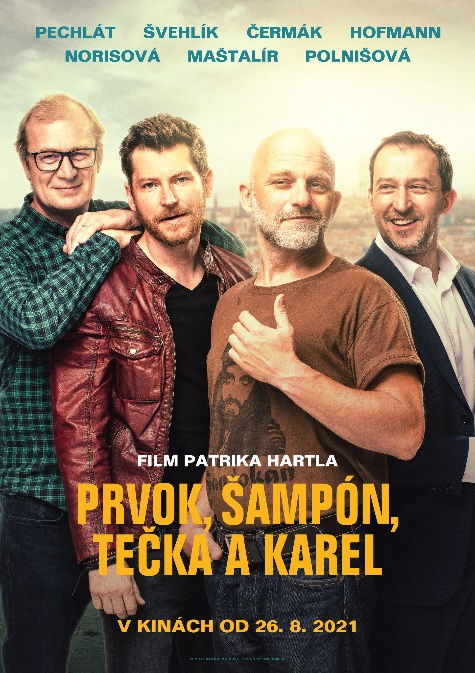 PECHLÁT ŠVEHLÍK ČERMÁK HOFMANN
NORISOVÁ MAŠTALÍR POLNIŠOVÁ
FILM PATRIKA HARTLA
PRVOK, ŠAMPÓN,
TEČKA A KAREL
V KINÁCH OD 26. 8. 2021